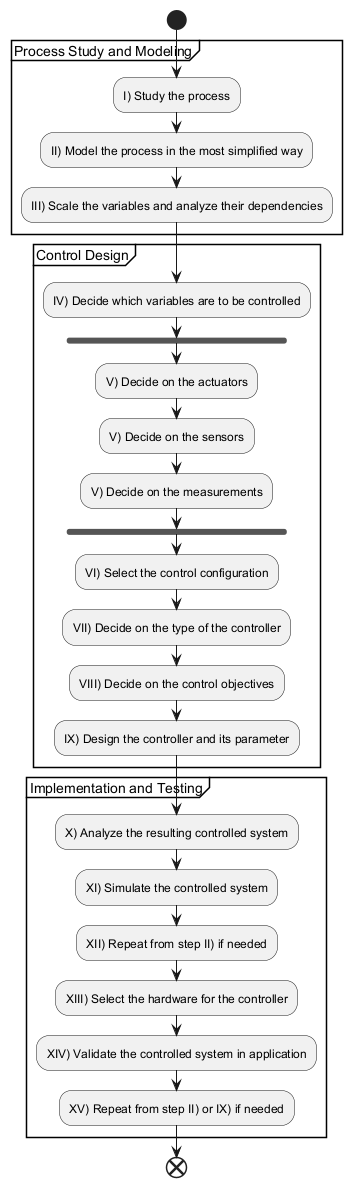 Process Study and Modeling
I) Study the process
II) Model the process in the most simplified way
III) Scale the variables and analyze their dependencies
Control Design
IV) Decide which variables are to be controlled
V) Decide on the actuators
V) Decide on the sensors
V) Decide on the measurements
VI) Select the control configuration
VII) Decide on the type of the controller
VIII) Decide on the control objectives
IX) Design the controller and its parameter
Implementation and Testing
X) Analyze the resulting controlled system
XI) Simulate the controlled system
XII) Repeat from step II) if needed
XIII) Select the hardware for the controller
XIV) Validate the controlled system in application
XV) Repeat from step II) or IX) if needed